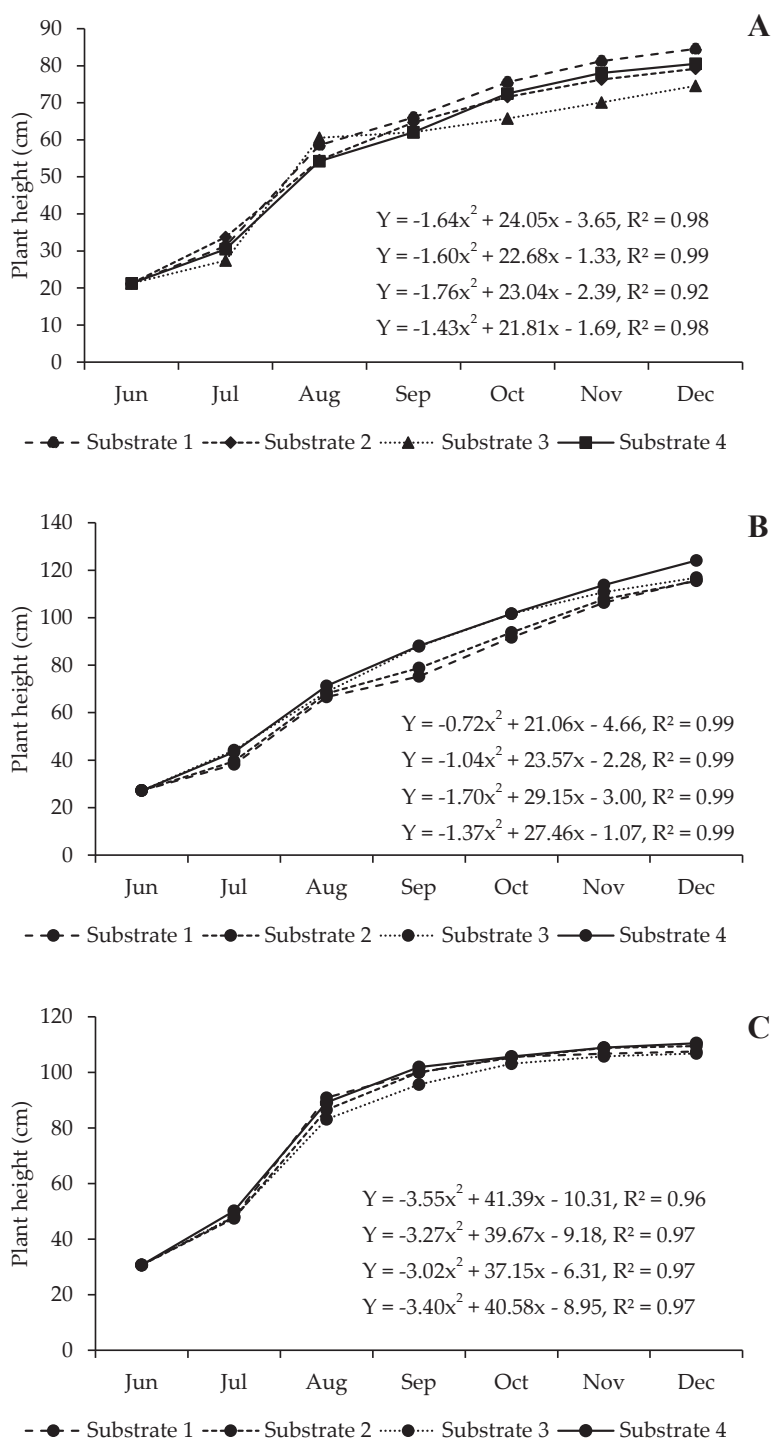 A
Plant height (cm)
90
80
70
60
50
40
30
20
10
0
Y = -1.64x² + 24.05x - 3.65, R² = 0.98
Y = -1.60x² + 22.68x - 1.33, R² = 0.99
Y = -1.76x² + 23.04x - 2.39, R² = 0.92
Y = -1.43x² + 21.81x - 1.69, R² = 0.98
Jun Jul Aug Sep Oct Nov Dec
Substrate 1 Substrate 2 Substrate 3 Substrate 4
B
Plant height (cm)
140
120
100
80
60
40
20
0
Y = -0.72x² + 21.06x - 4.66, R² = 0.99
Y = -1.04x² + 23.57x - 2.28, R² = 0.99
Y = -1.70x² + 29.15x - 3.00, R² = 0.99
Y = -1.37x² + 27.46x - 1.07, R² = 0.99
Jun Jul Aug Sep Oct Nov Dec
Substrate 1 Substrate 2 Substrate 3 Substrate 4
C
Plant height (cm)
120
100
80
60
40
20
0
Y = -3.55x² + 41.39x - 10.31, R² = 0.96
Y = -3.27x² + 39.67x - 9.18, R² = 0.97
Y = -3.02x² + 37.15x - 6.31, R² = 0.97
Y = -3.40x² + 40.58x - 8.95, R² = 0.97
Jun Jul Aug Sep Oct Nov Dec
Substrate 1 Substrate 2 Substrate 3 Substrate 4